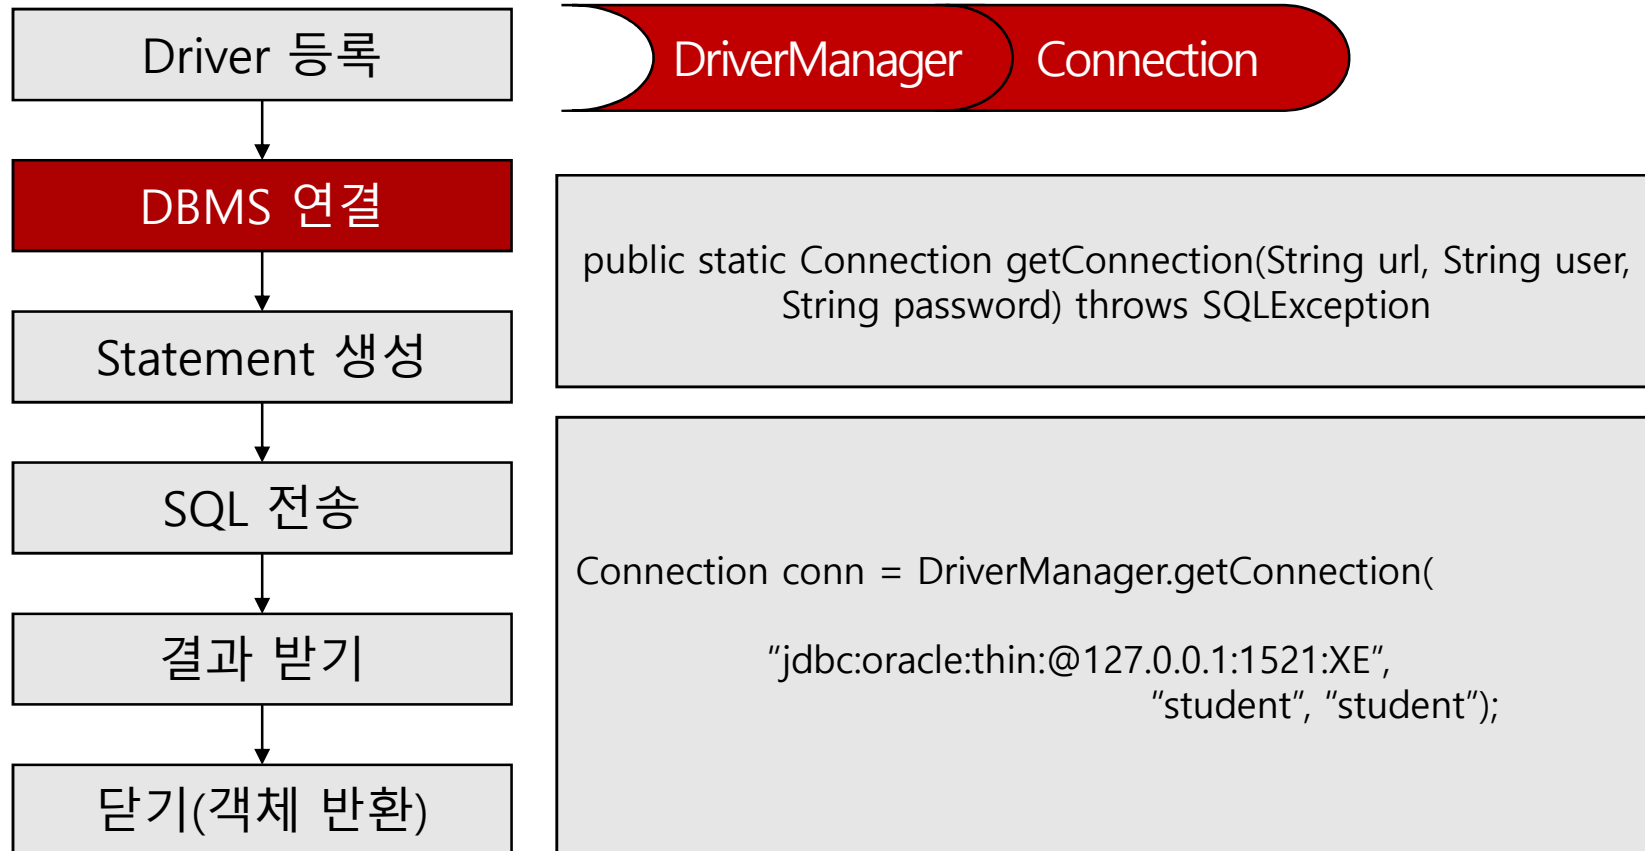 Driver 등록
DBMS 연결
Statement 생성
SQL 전송
결과 받기
닫기(객체 반환)
DriverManager
Connection
public static Connection getConnection(String url, String user,
String password) throws SQLException
Connection conn = DriverManager.getConnection(
“jdbc:oracle:thin:@127.0.0.1:1521:XE”,
“student”, “student”);